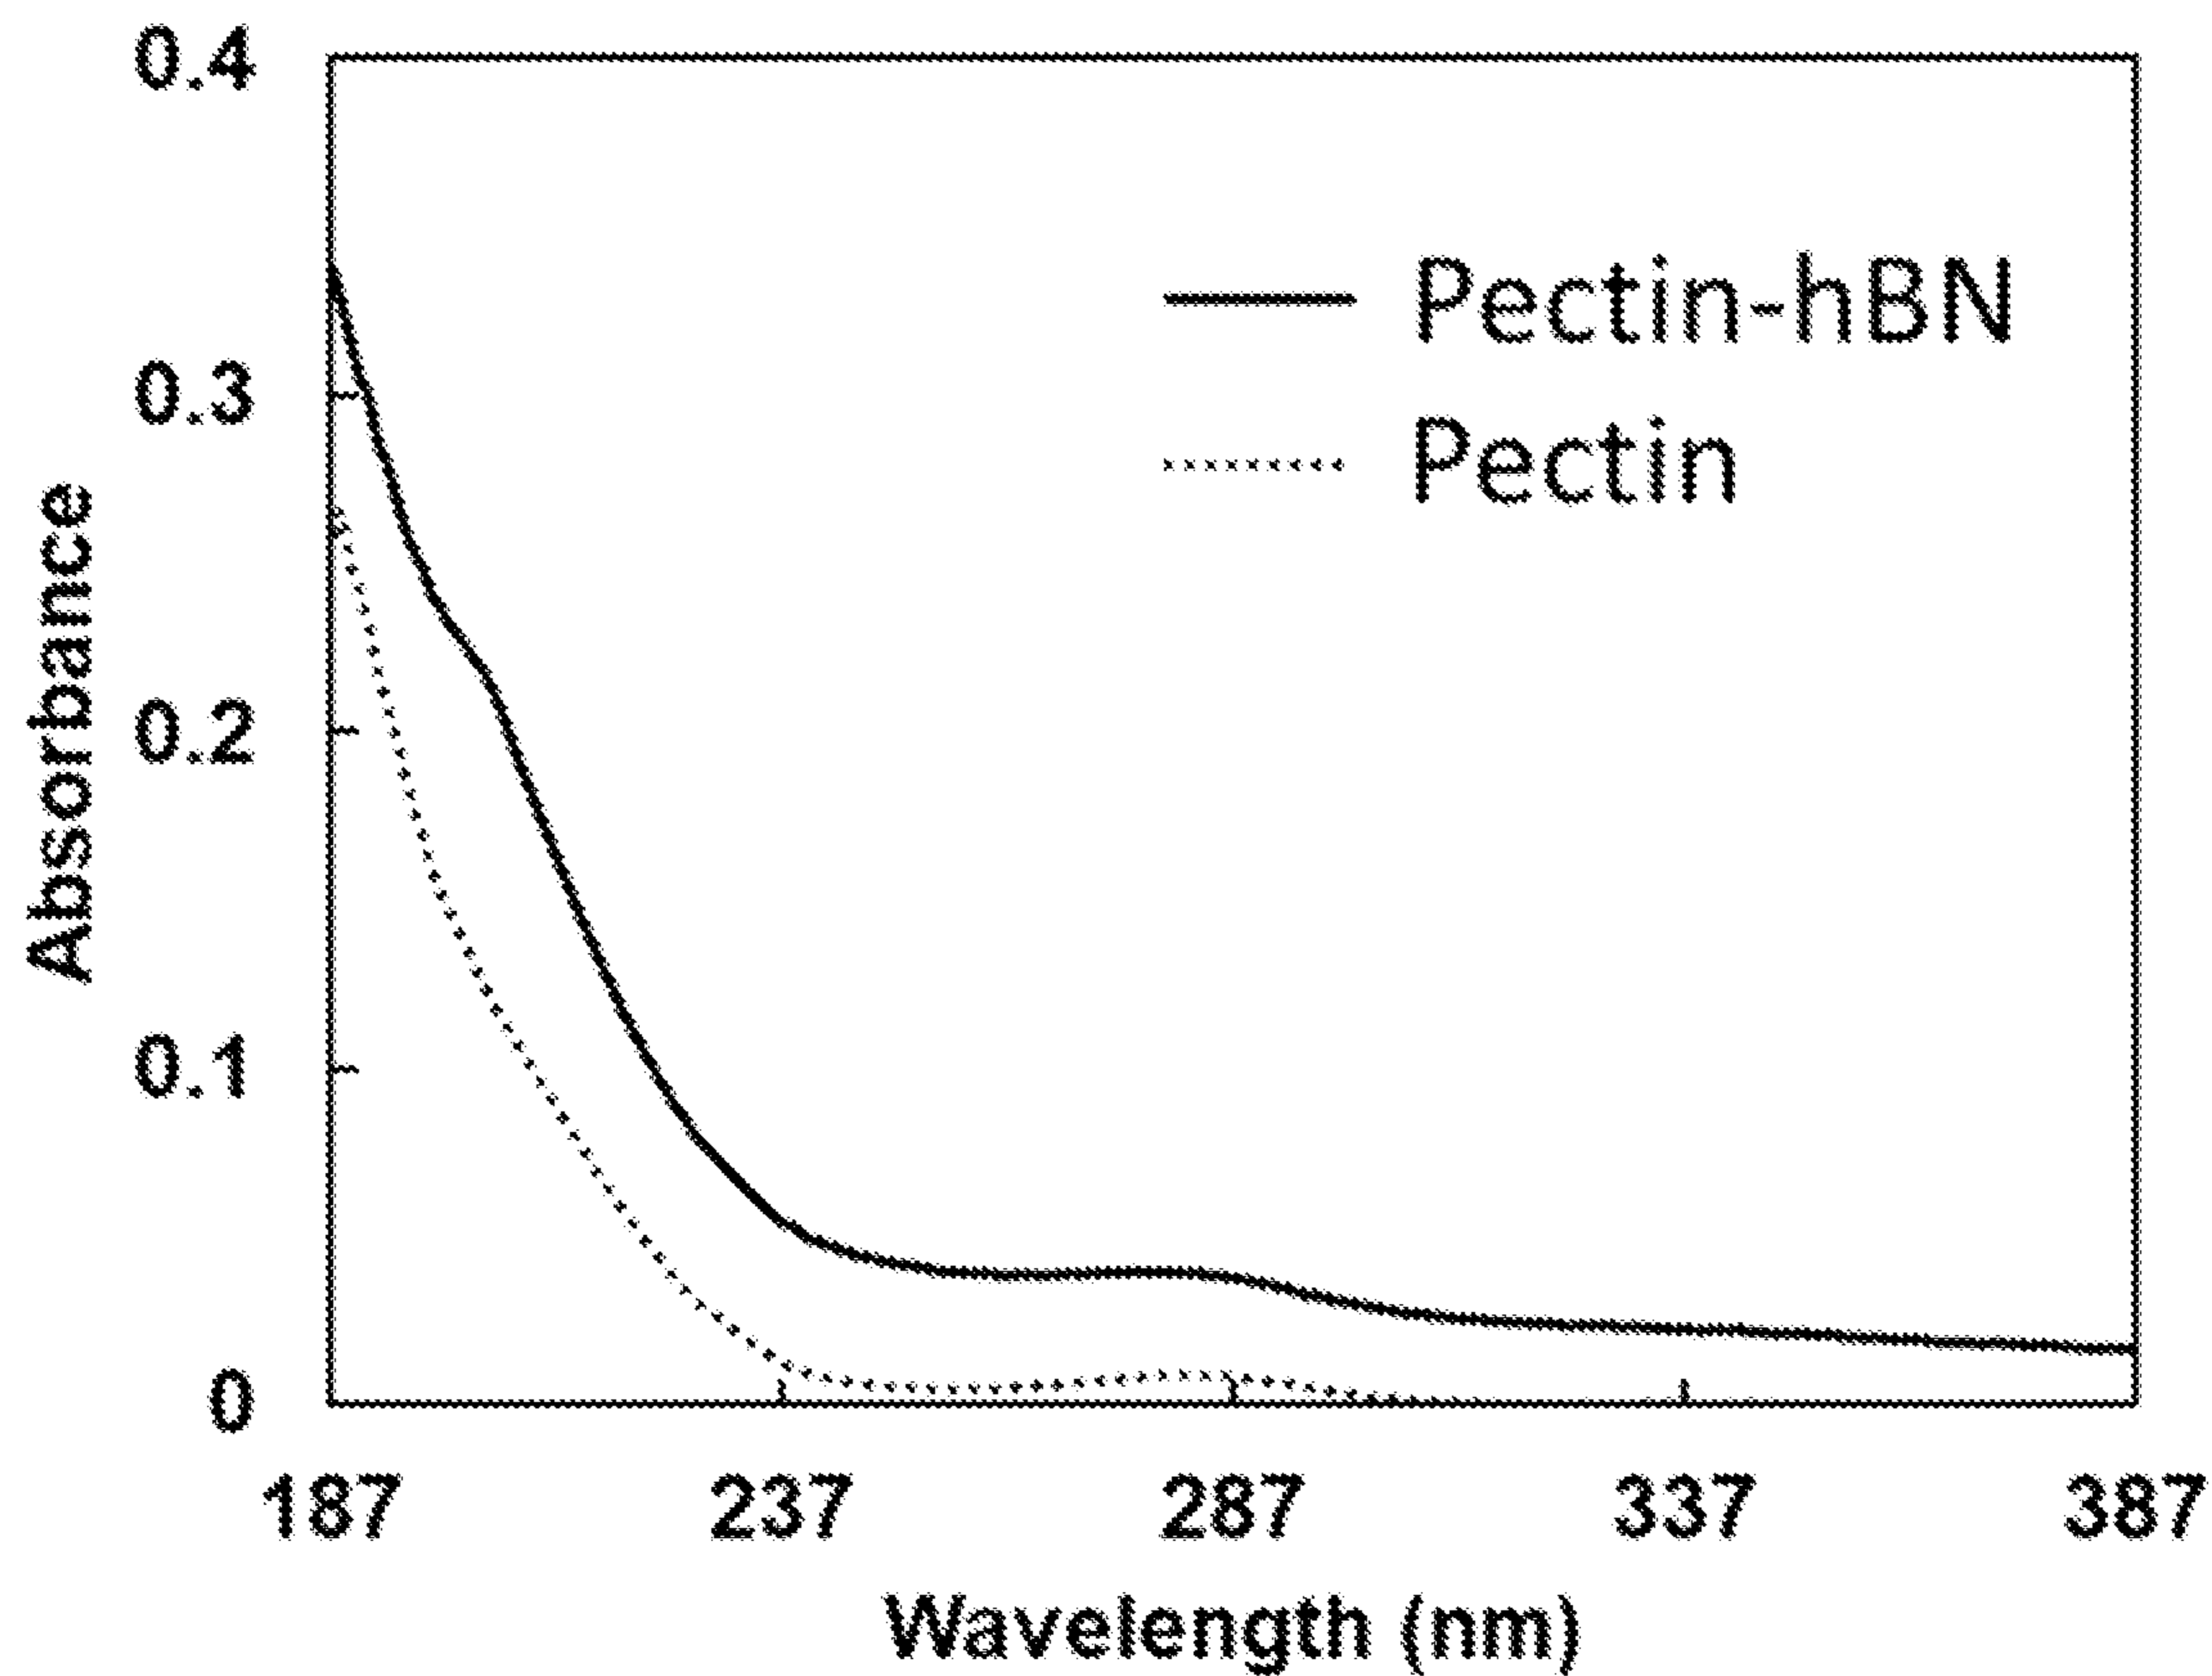 0.4
0.3
0.2
0.1
0
Absorbance
Pectin-hBN
Pectin
187 237 287 337 387
Wavelength (nm)